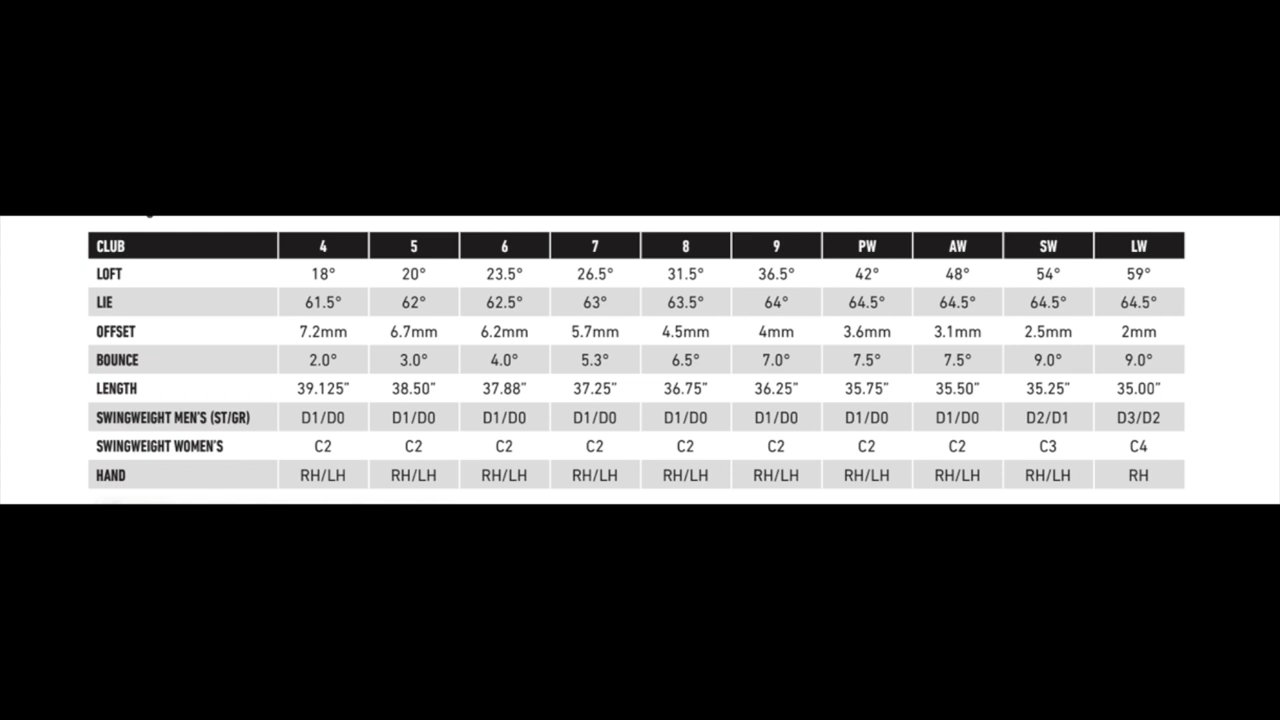 CLUB 4 5 6 7 8 9 PW AW SW LW
LOFT 18° 20° 23.5° 26.5° 31.5° 36.5° 42° 48° 54° 59°
LIE 61.5° 62° 62.5° 63° 63.5° 64° 64.5° 64.5° 64.5° 64.5°
OFFSET 7.2mm 6.7mm 6.2mm 5.7mm 4.5mm 4mm 3.6mm 3.1mm 2.5mm 2mm
BOUNCE 2.0° 3.0° 4.0° 5.3° 6.5° 7.0° 7.5° 7.5° 9.0° 9.0°
LENGTH 39.125” 38.50” 37.88” 37.25” 36.75” 36.25” 35.75” 35.50” 35.25” 35.00”
SWINGWEIGHT MEN’S (ST/GR) D1/D0 D1/D0 D1/D0 D1/D0 D1/D0 D1/D0 D1/D0 D1/D0 D2/D1 D3/D2
SWINGWEIGHT WOMEN’S C2 C2 C2 C2 C2 C2 C2 C2 C3 C4
HAND RH/LH RH/LH RH/LH RH/LH RH/LH RH/LH RH/LH RH/LH RH/LH RH